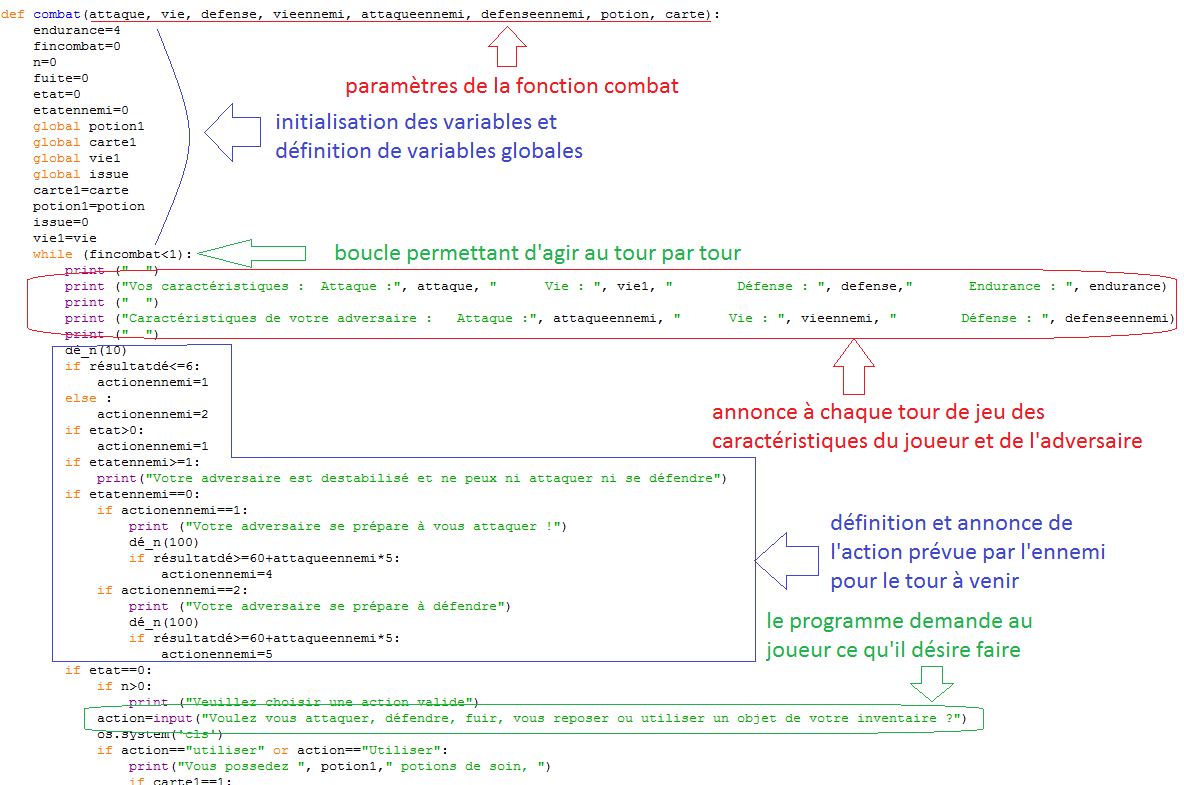 def combat(attaque, vie, defense, vieennemi, attaqueennemi, defenseennemi, potion, carte):
endurance=4
fincombat=0
n=0
fuite=0
etat=0
etatennemi=0
global potion1
global carte1
global vie1
global issue
carte1=carte
potion1=potion
issue=0
vie1=vie
paramètres de la fonction combat
initialisation des variables et
définition de variables globales
while (fincombat<1):
boucle permettant d'agir au tour par tour
print ("   ")
print ("Vos caractéristiques :  Attaque :", attaque, "      Vie : ", vie1, "        Défense : ", defense,"       Endurance : ", endurance)
print ("  ")
print ("Caractéristiques de votre adversaire :   Attaque :", attaqueennemi, "      Vie : ", vieennemi, "        Défense : ", defenseennemi)
print ("   ")
annonce à chaque tour de jeu des
caractéristiques du joueur et de l'adversaire
dé_n(10)
if résultatdé<=6:
actionennemi=1
else :
actionennemi=2
if etat>0:
actionennemi=1
if etatennemi>=1:
print("Votre adversaire est destabilisé et ne peux ni attaquer ni se défendre")
if etatennemi==0:
if actionennemi==1:
print ("Votre adversaire se prépare à vous attaquer !")
dé_n(100)
if résultatdé>=60+attaqueennemi*5:
actionennemi=4
if actionennemi==2:
print ("Votre adversaire se prépare à défendre")
dé_n(100)
if résultatdé>=60+attaqueennemi*5:
actionennemi=5
définition et annonce de
l'action prévue par l'ennemi
pour le tour à venir
le programme demande au
joueur ce qu'il désire faire
if etat==0:
if n>0:
print ("Veuillez choisir une action valide")
action=input("Voulez vous attaquer, défendre, fuir, vous reposer ou utiliser un objet de votre inventaire ?")
os.system('cls')
if action=="utiliser" or action=="Utiliser":
print("Vous possedez ", potion1," potions de soin, ")
if carte1==1: